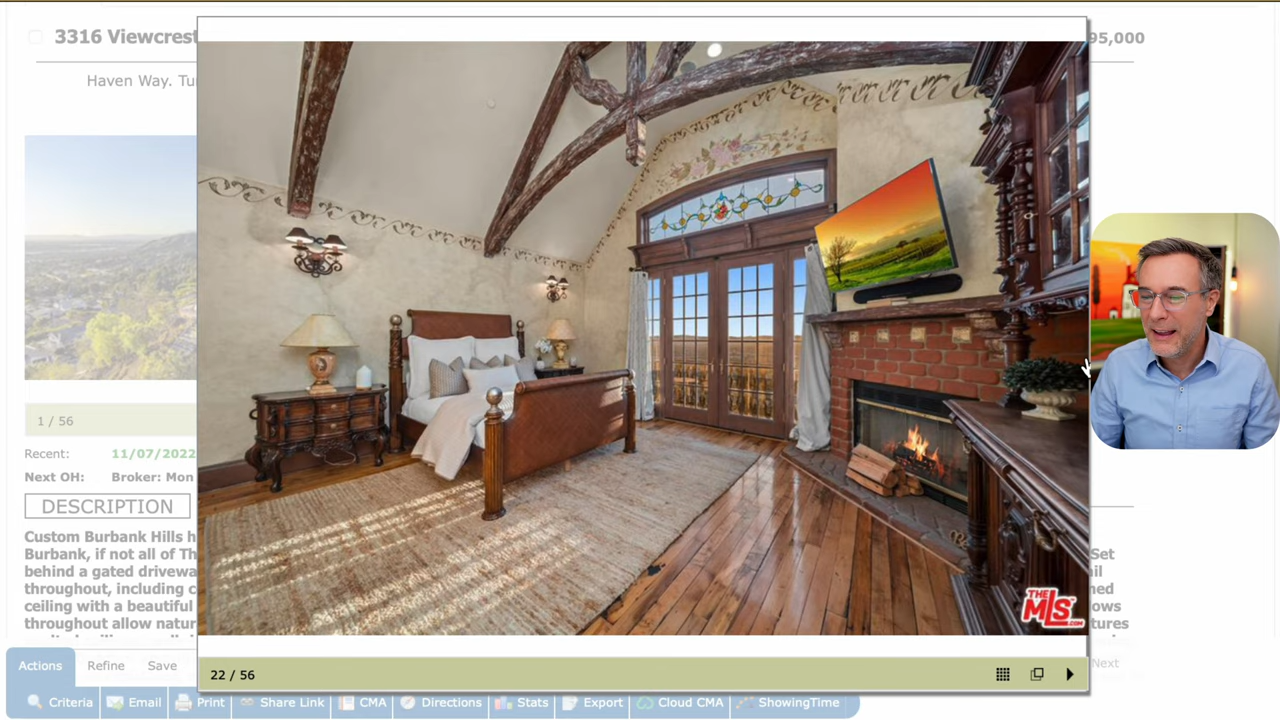 3316 Viewcrest
95,000
Haven Way. Tu
1 / 56
Recent: 11/07/2022
Next OH: Broker: Mon
DESCRIPTION
Custom Burbank Hills h
Burbank, if not all of Th
behind a gated drivewa
throughout, including c
ceiling with a beautiful
throughout allow natur
Set
ail
ned
ows
tures
THE
MLS
.COM
22 / 56
Actions Refine Save Next
Criteria Email Print Share Link CMA Directions Stats Export Cloud CMA ShowingTime